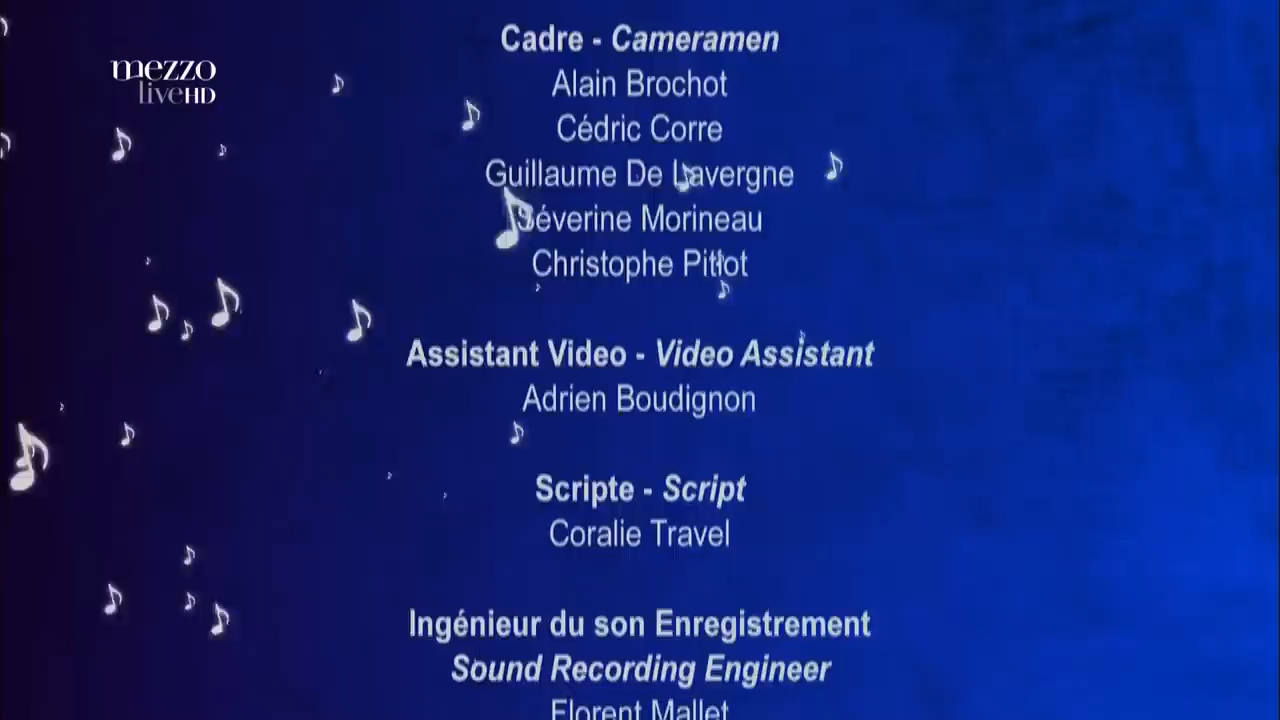 mezzo
liveHD
Cadre - Cameramen
Alain Brochot
Cédric Corre
Guillaume De Lavergne
Séverine Morineau
Christophe
Assistant Video - Video Assistant
Adrien Boudignon
Scripte - Script
Coralie Travel
Ingénieur du son Enregistrement
Sound Recording Engineer
Florent Mallet